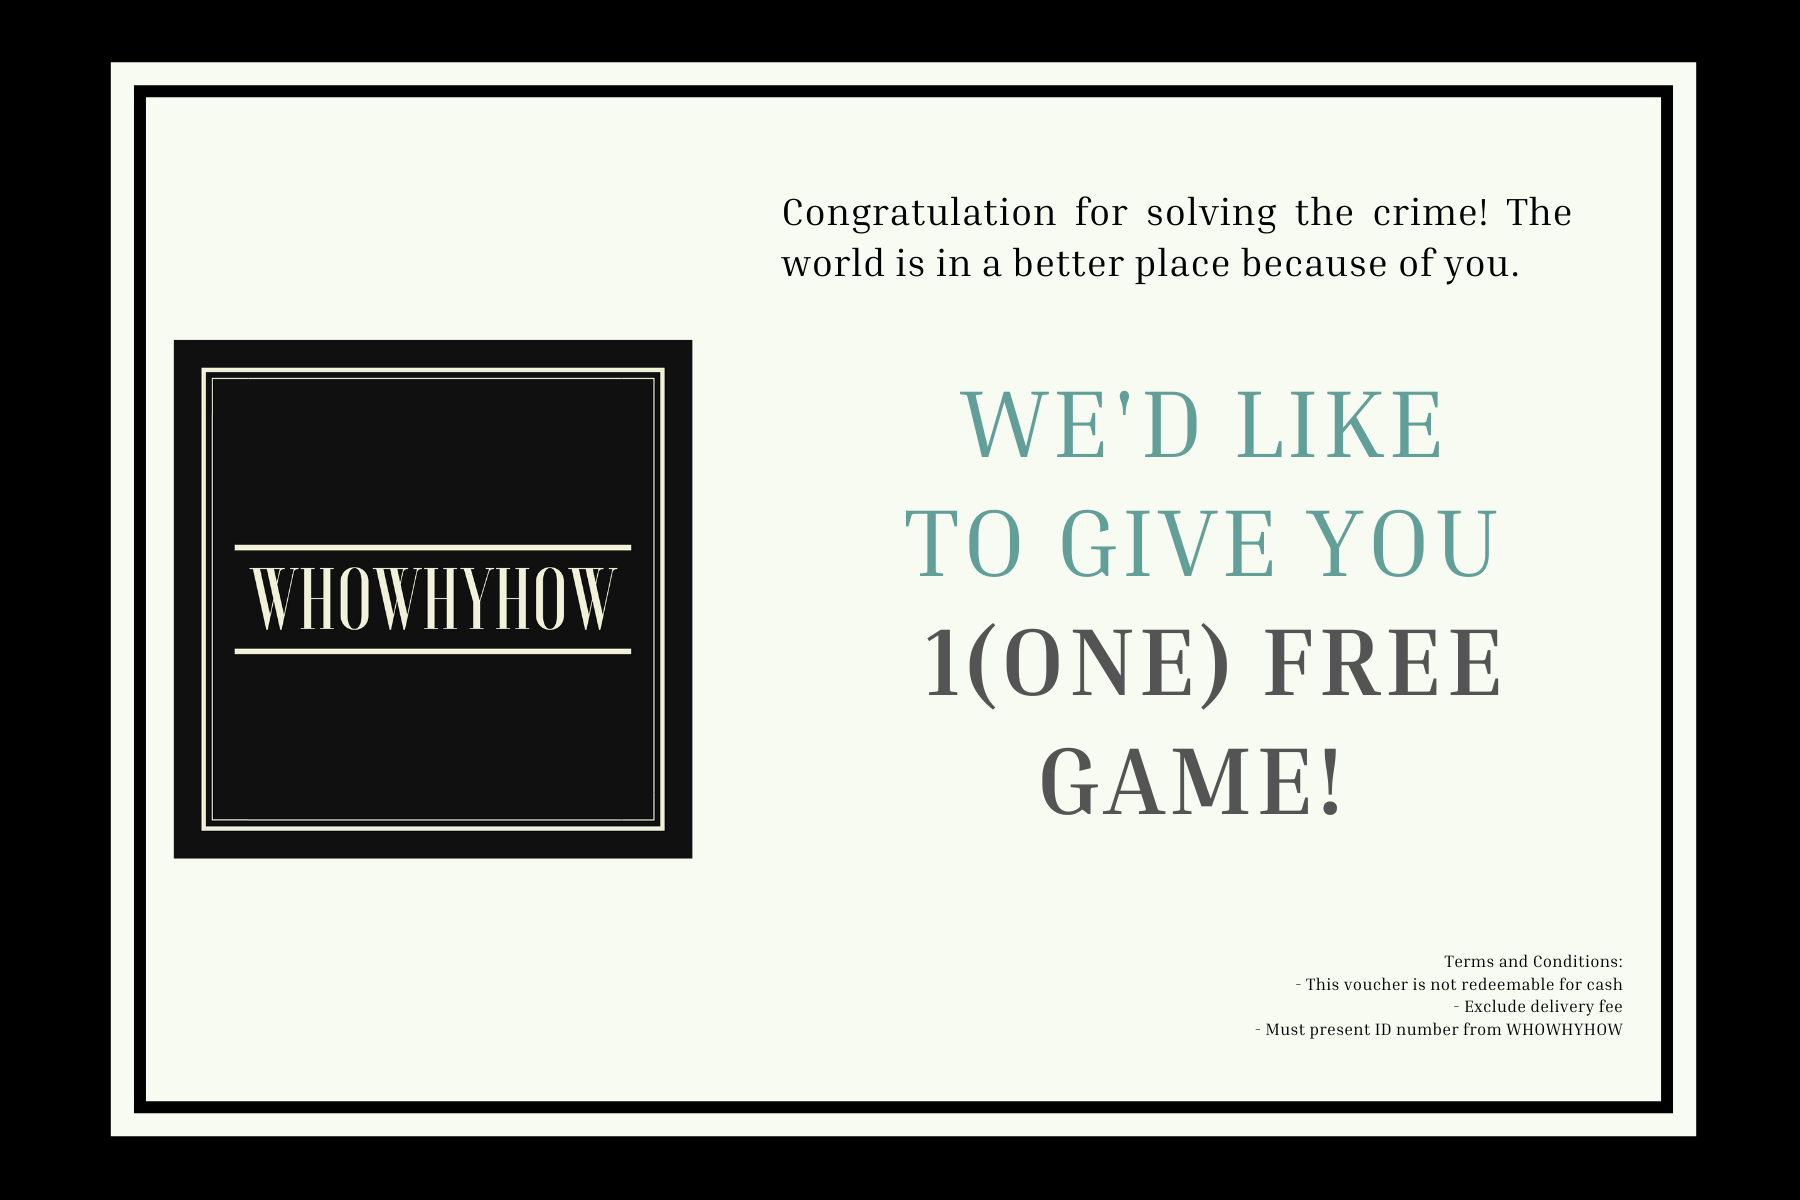 Congratulation for solving the crime! The
world is in a better place because of you.
WHOWHYHOW
WE'D LIKE
TO GIVE YOU
1(ONE) FREE
GAME!
Terms and Conditions:
- This voucher is not redeemable for cash
- Exclude delivery fee
- Must present ID number from WHOWHYHOW